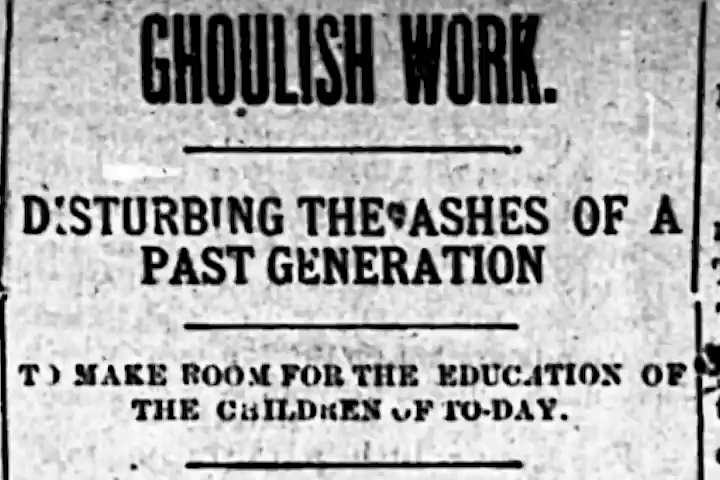 GHOULISH WORK.
DISTURBING THE ASHES OF A
PAST GENERATION
TO MAKE ROOM FOR THE EDUCATION OF
THE CHILDREN OF TO-DAY.